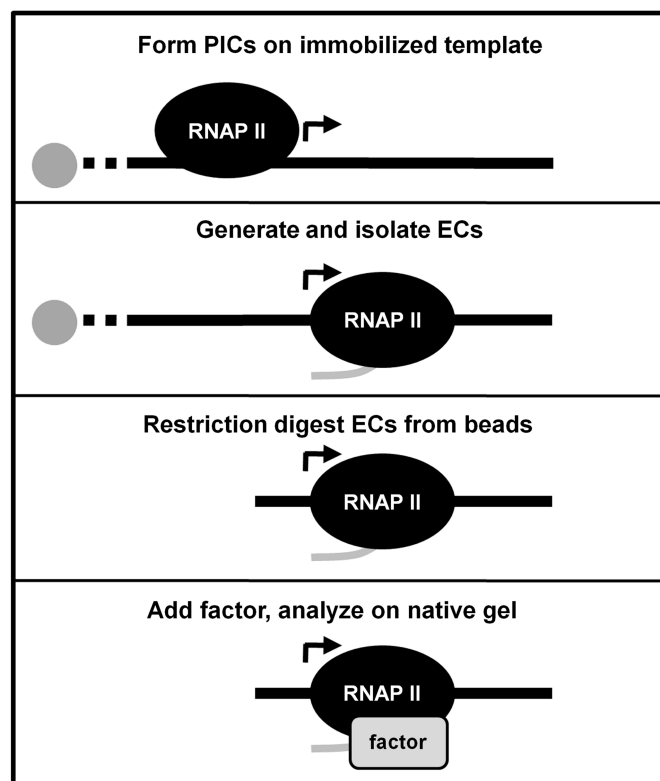 Form PICs on immobilized template
RNAP II
Generate and isolate ECs
RNAP II
Restriction digest ECs from beads
RNAP II
Add factor, analyze on native gel
RNAP II
factor